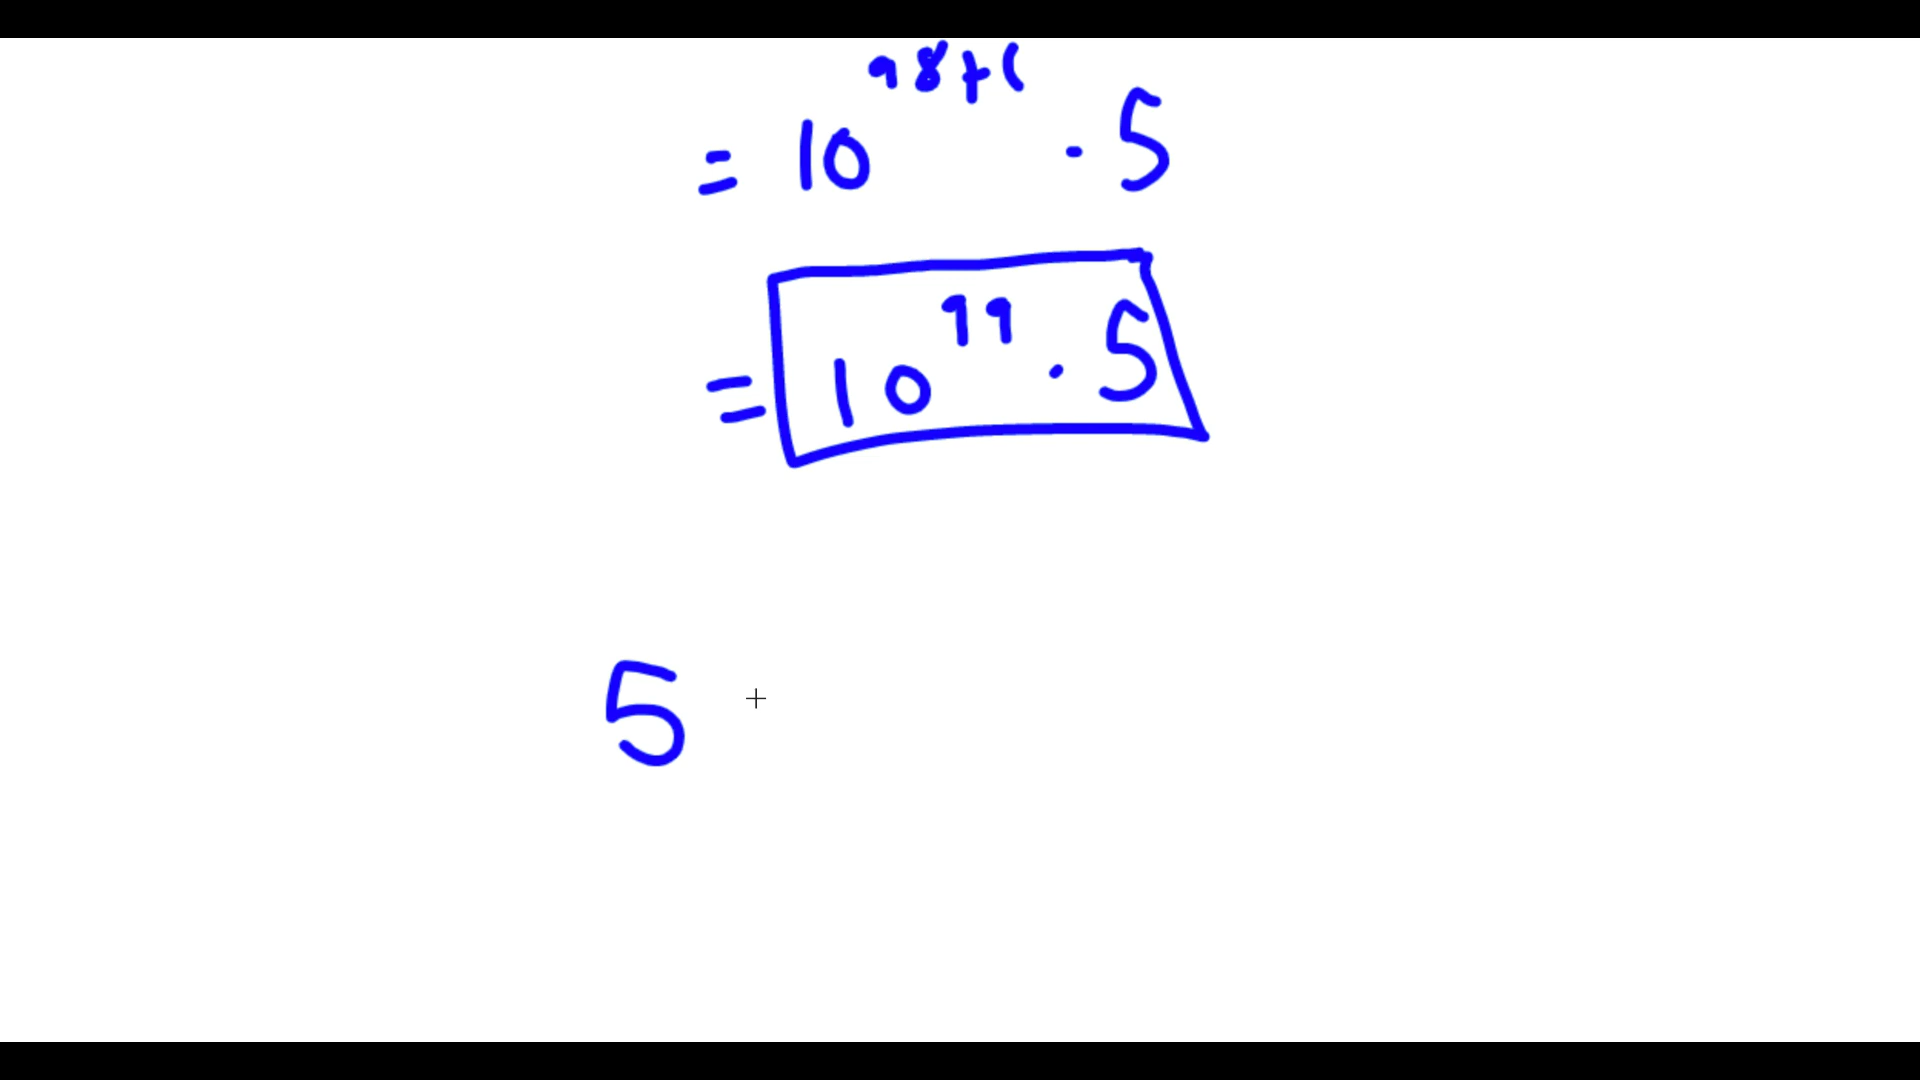 = 10^98+1 · 5
= 10^99 · 5
5